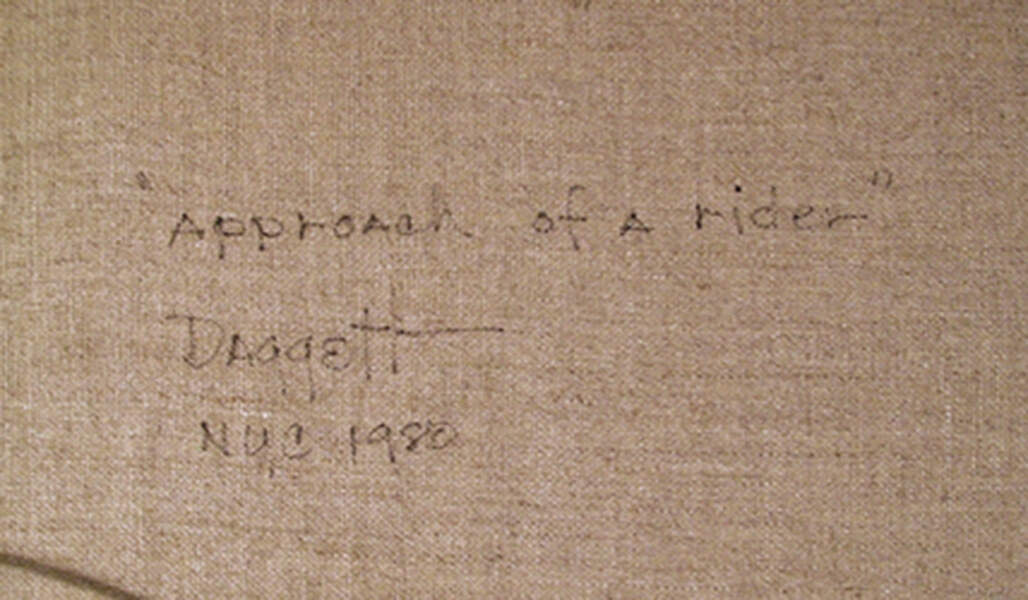 "Approach of a rider"
Daggett
NYC 1980